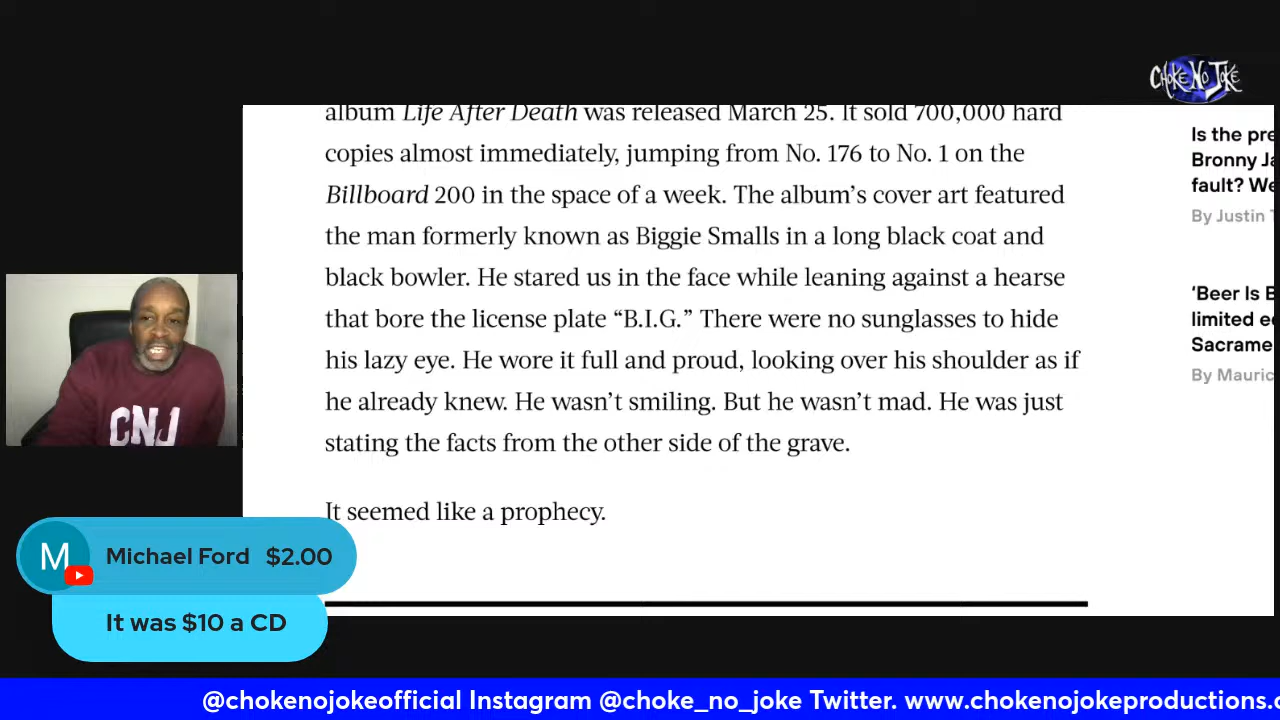 CHOKE NO JOKE
album Life After Death was released March 25. It sold 700,000 hard
copies almost immediately, jumping from No. 176 to No. 1 on the
Billboard 200 in the space of a week. The album’s cover art featured
the man formerly known as Biggie Smalls in a long black coat and
black bowler. He stared us in the face while leaning against a hearse
that bore the license plate “B.I.G.” There were no sunglasses to hide
his lazy eye. He wore it full and proud, looking over his shoulder as if
he already knew. He wasn’t smiling. But he wasn’t mad. He was just
stating the facts from the other side of the grave.
It seemed like a prophecy.
Is the pre
Bronny Ja
fault? We
By Justin T
‘Beer Is B
limited e
Sacrame
By Mauric
CNJ
M
Michael Ford $2.00
It was $10 a CD
@chokenojokeofficial Instagram @choke_no_joke Twitter. www.chokenojokeproductions.c